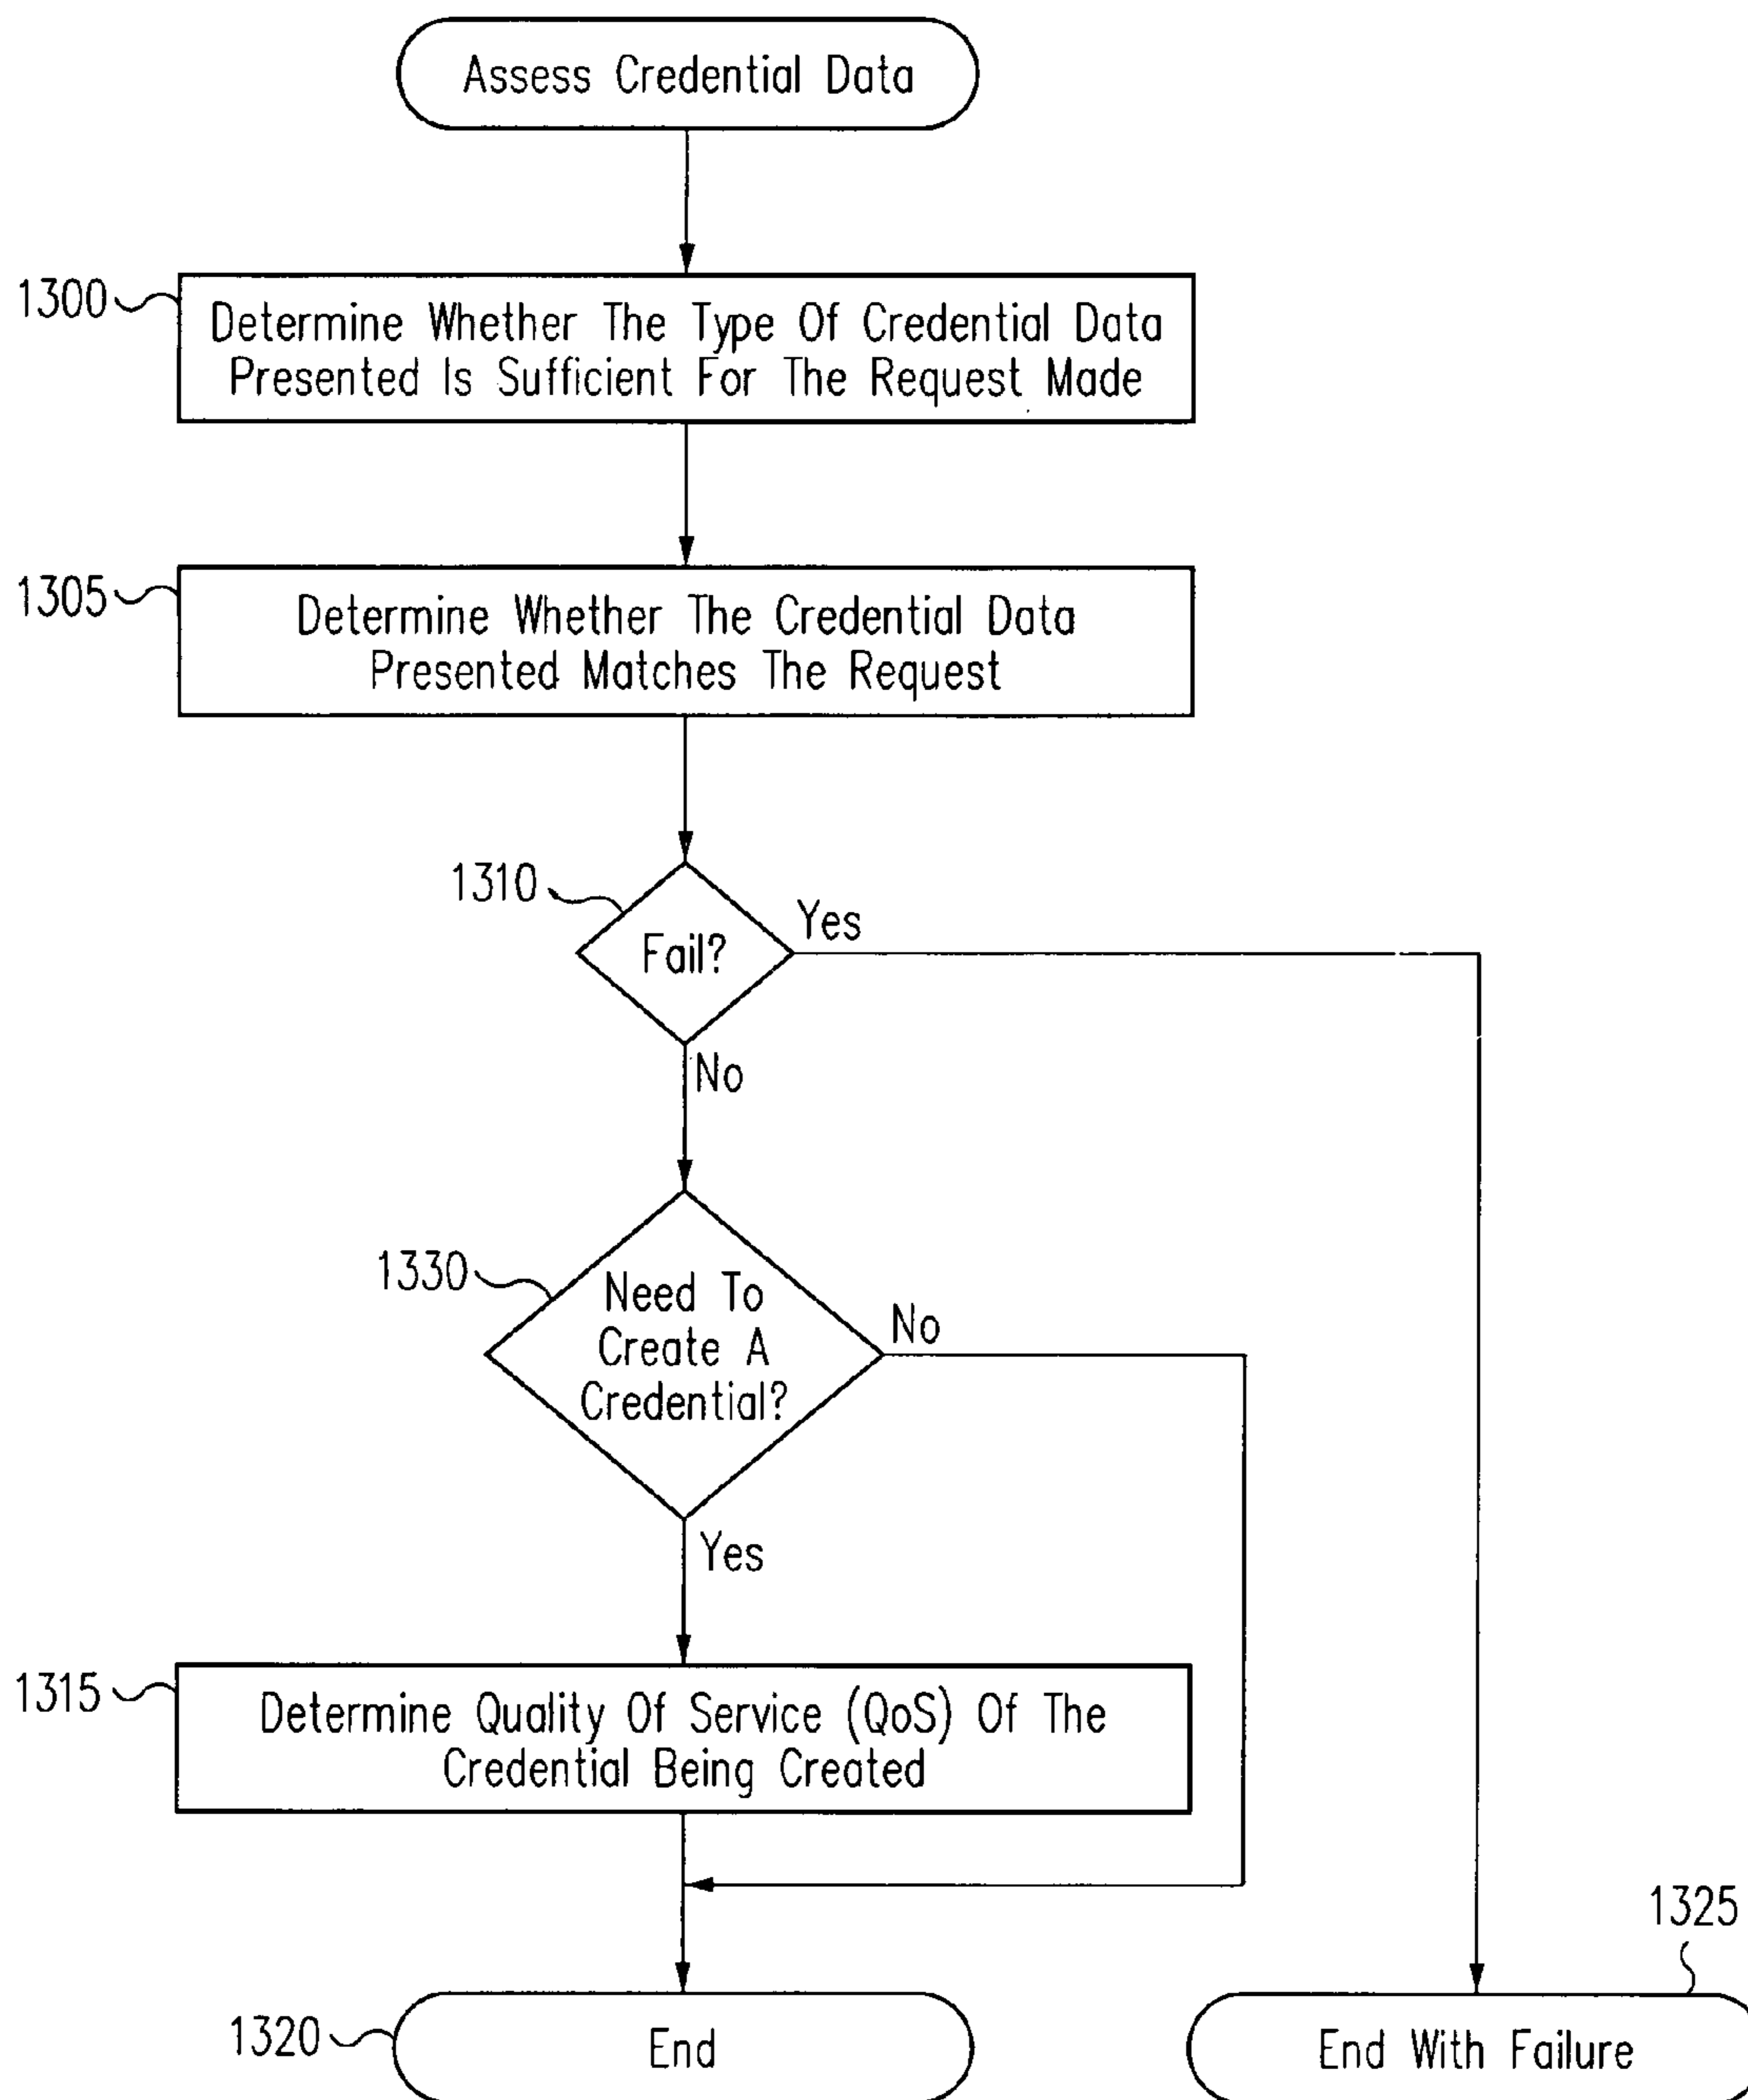 Assess Credential Data
1300
Determine Whether The Type Of Credential Data
Presented Is Sufficient For The Request Made
1305
Determine Whether The Credential Data
Presented Matches The Request
1310
Fail?
Yes
No
1330
Need To
Create A
Credential?
No
Yes
1315
Determine Quality Of Service (QoS) Of The
Credential Being Created
1325
1320
End
End With Failure